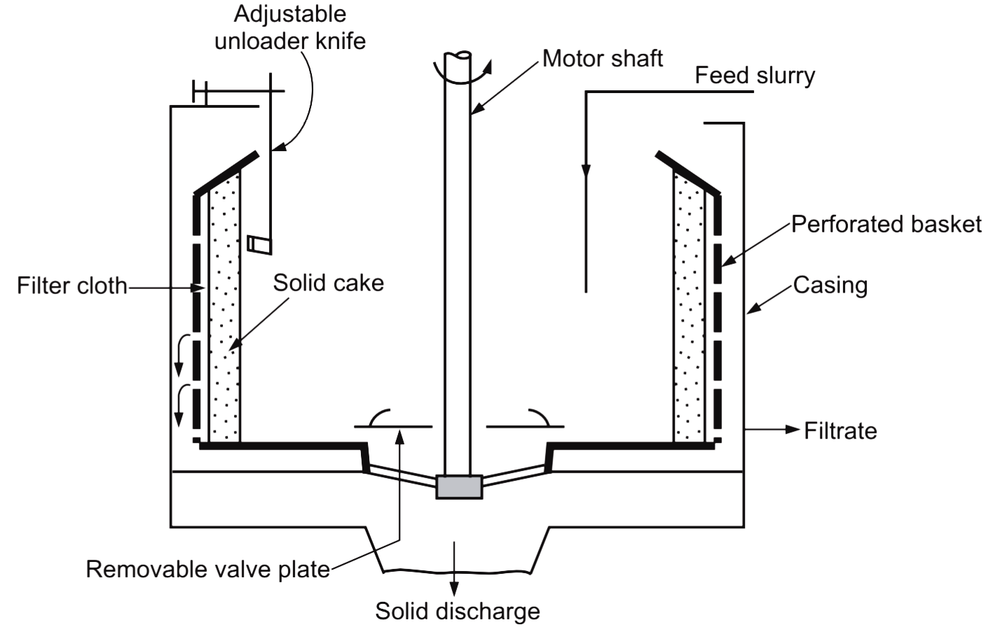 Adjustable
unloader knife
Motor shaft
Feed slurry
Perforated basket
Filter cloth
Solid cake
Casing
Filtrate
Removable valve plate
Solid discharge